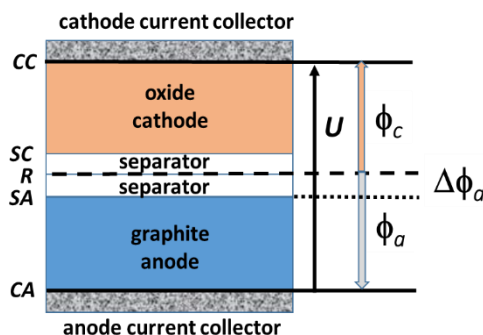 cathode current collector
CC
oxide
cathode
U
ϕc
SC
separator
R
separator
Δϕa
SA
graphite
anode
ϕa
CA
anode current collector